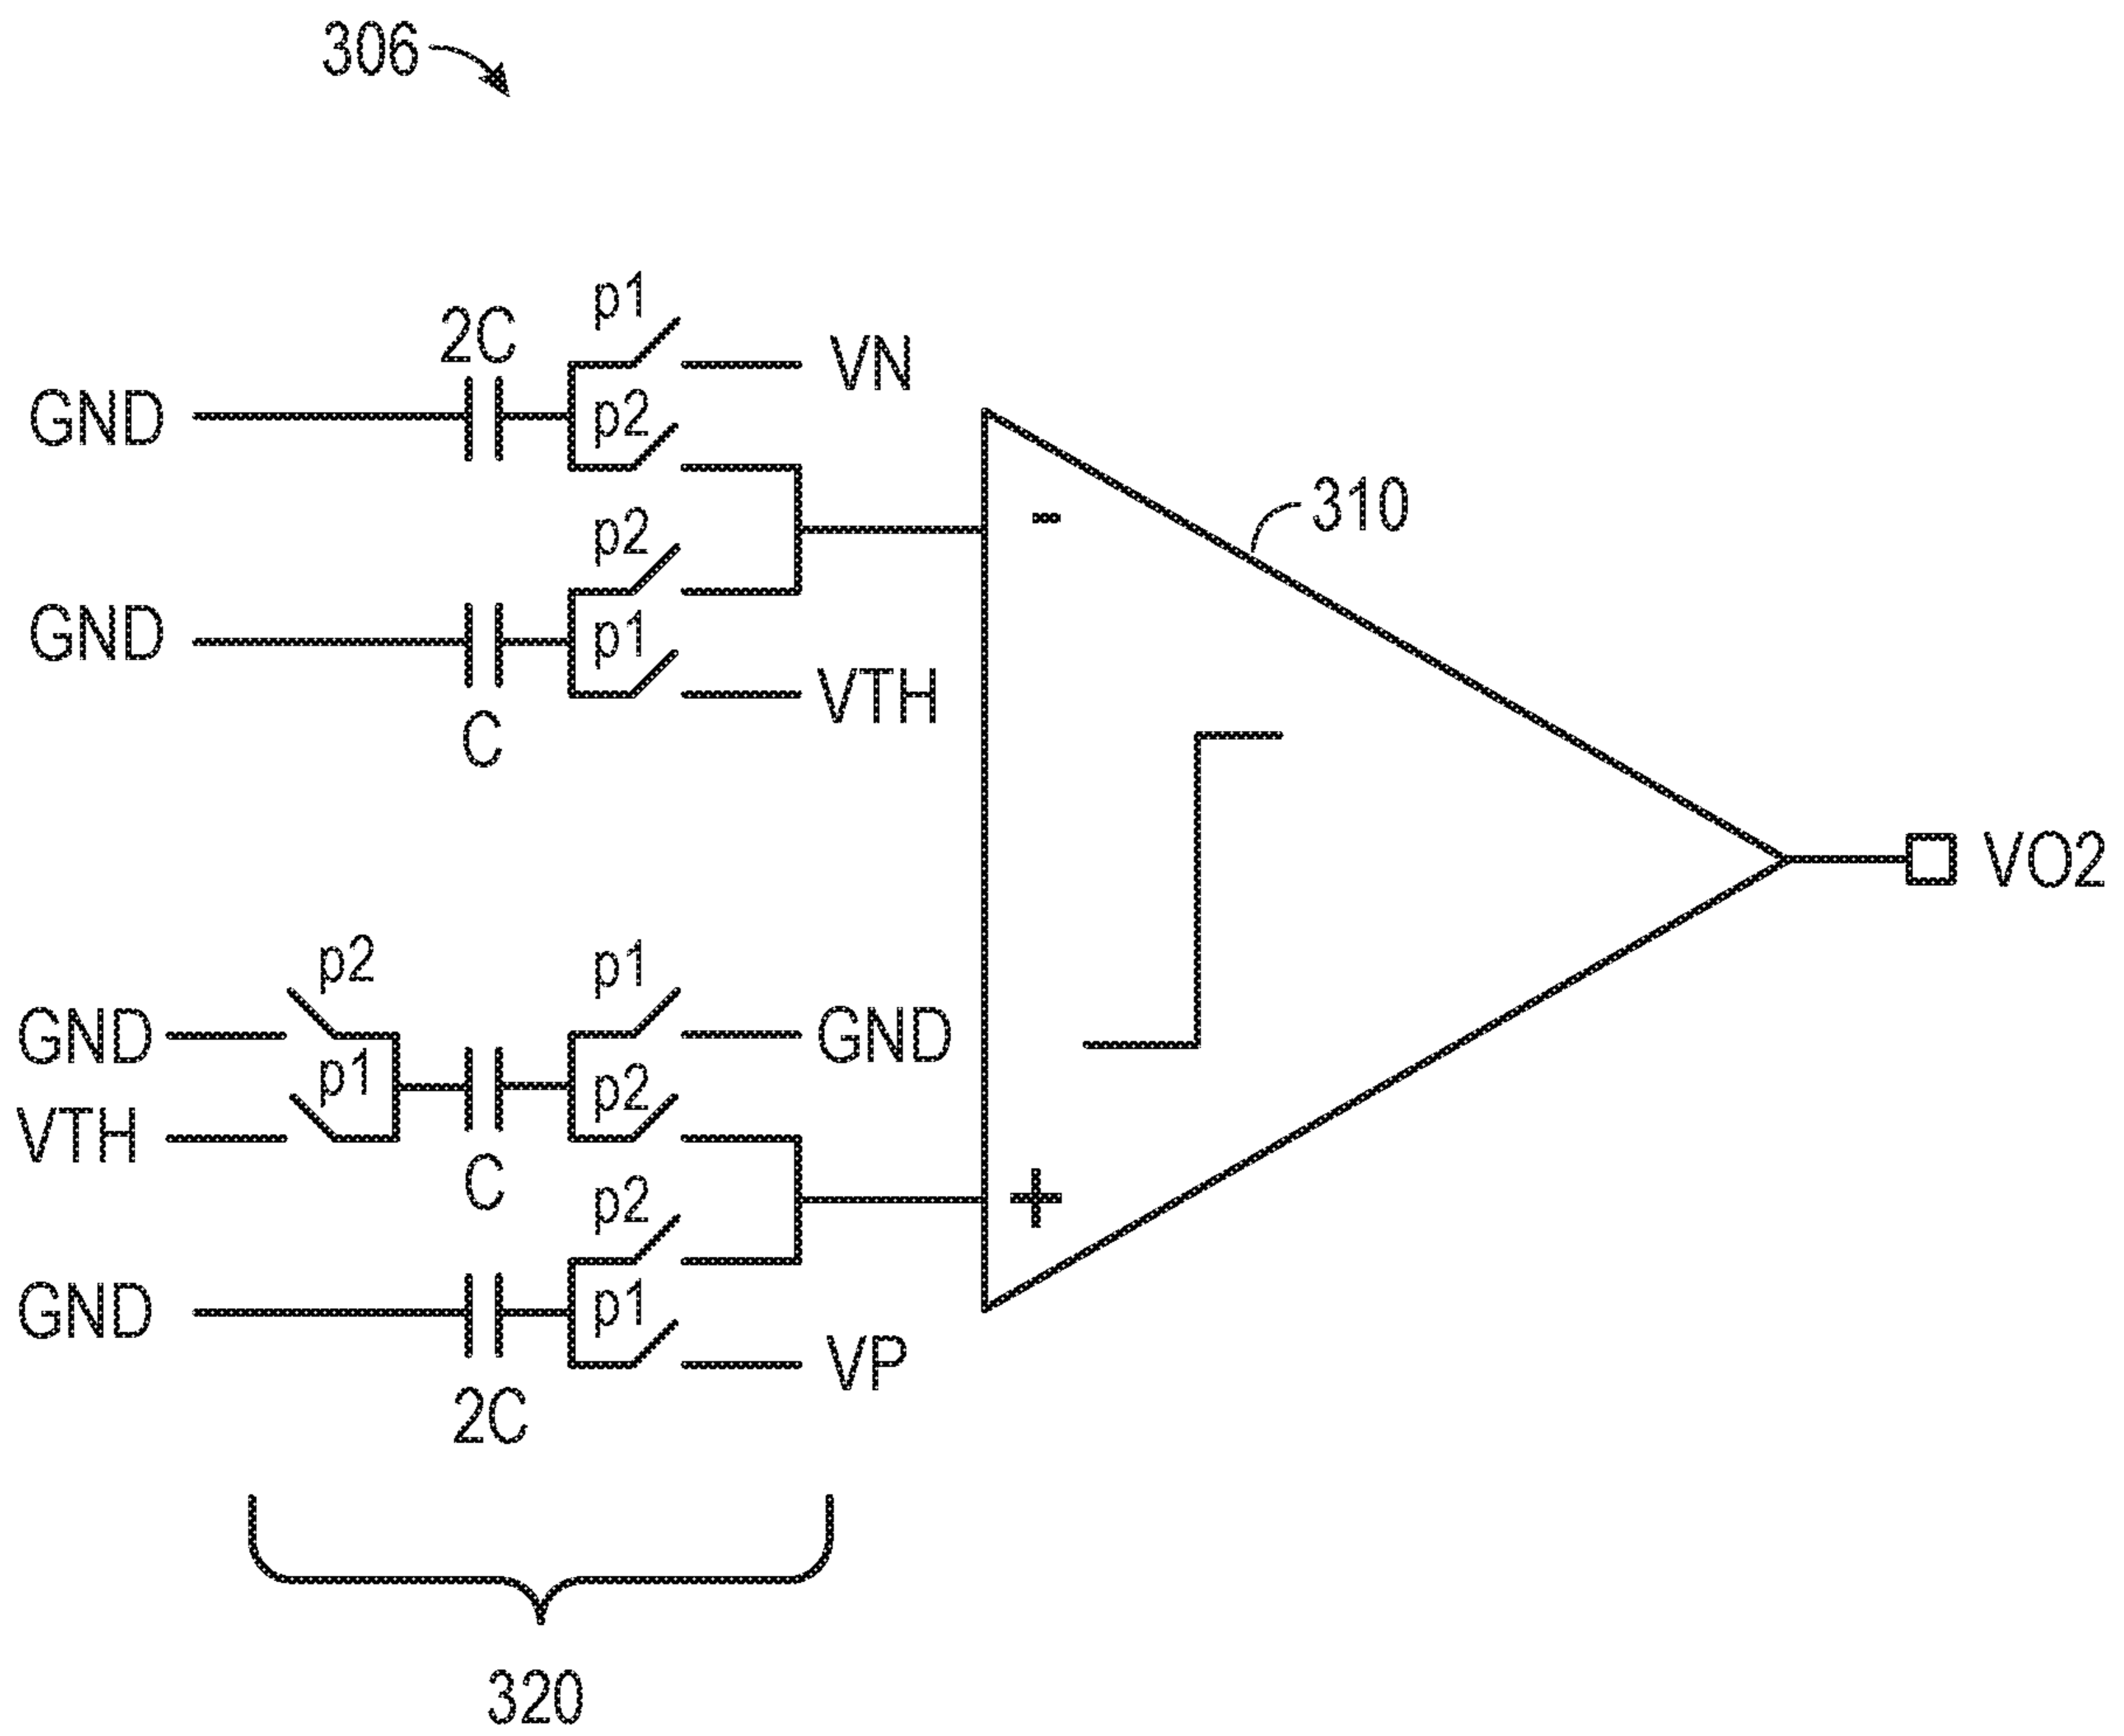 306
p1
2C
VN
GND
p2
-
310
p2
GND
p1
VTH
C
VO2
p2
p1
GND
GND
p1
p2
VTH
C
p2
+
GND
p1
VP
2C
320